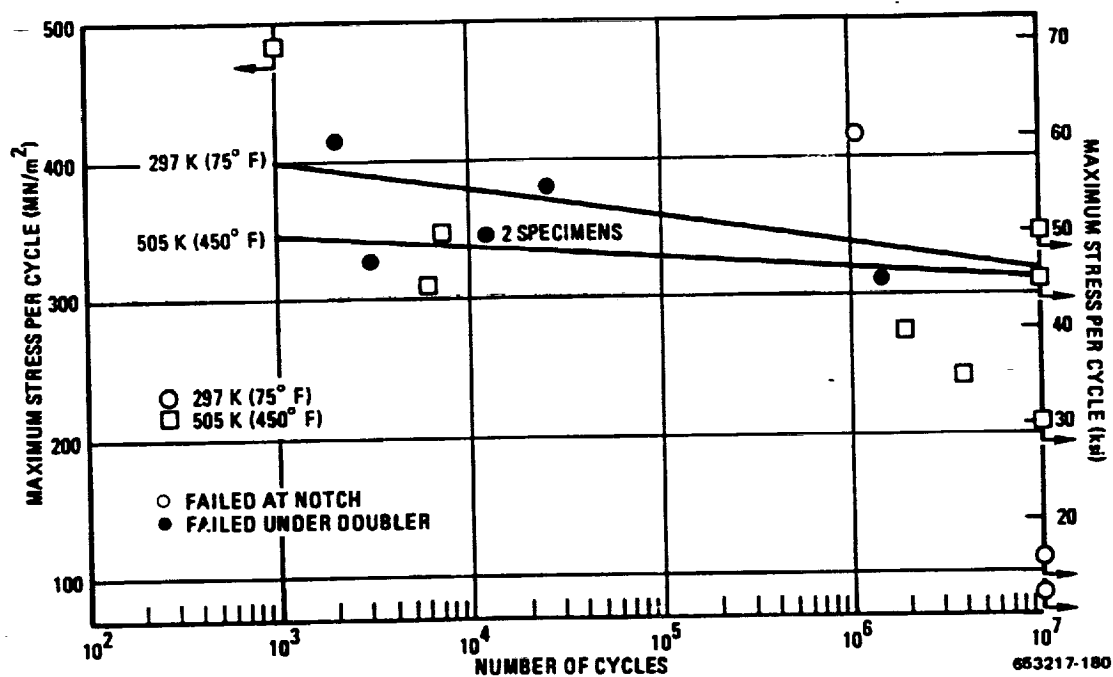 500
400
300
200
100
MAXIMUM STRESS PER CYCLE (MN/m²)
297 K (75° F)
505 K (450° F)
2 SPECIMENS
297 K (75° F)
505 K (450° F)
FAILED AT NOTCH
FAILED UNDER DOUBLER
70
60
50
40
30
20
MAXIMUM STRESS PER CYCLE (ksi)
10² 10³ 10⁴ 10⁵ 10⁶ 10⁷
NUMBER OF CYCLES
653217-180